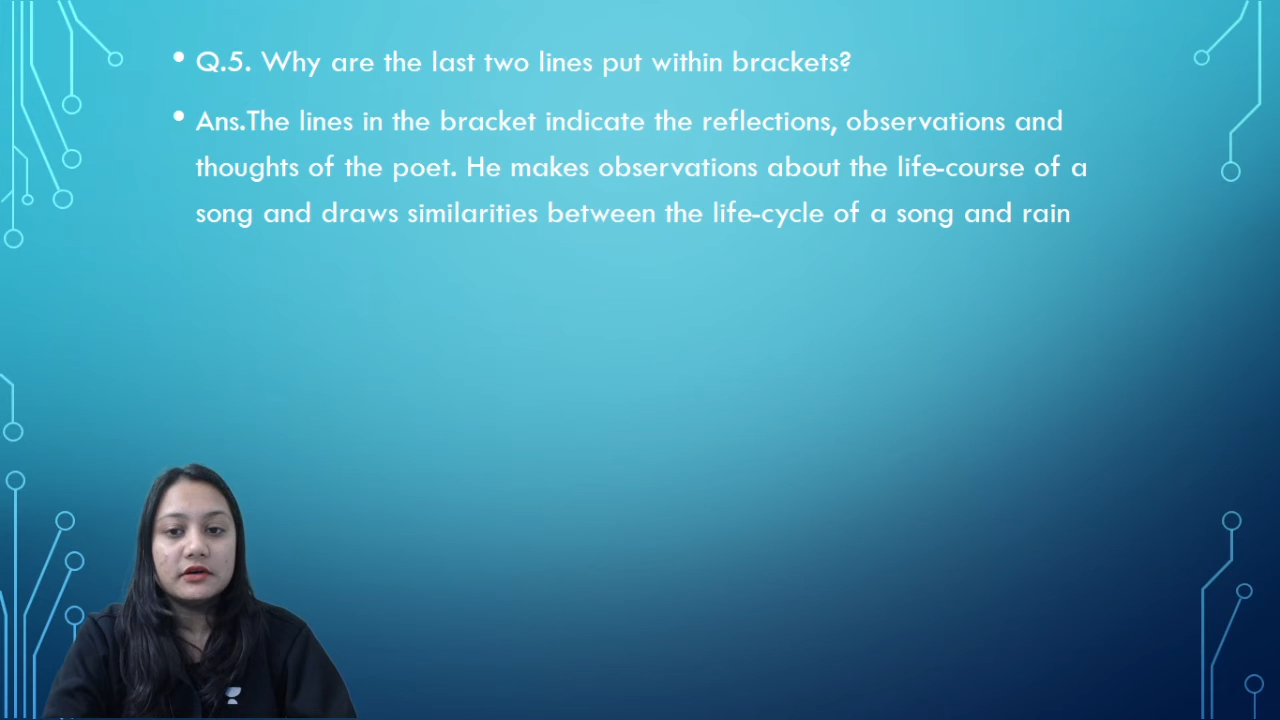 • Q.5. Why are the last two lines put within brackets?
• Ans.The lines in the bracket indicate the reflections, observations and
thoughts of the poet. He makes observations about the life-course of a
song and draws similarities between the life-cycle of a song and rain